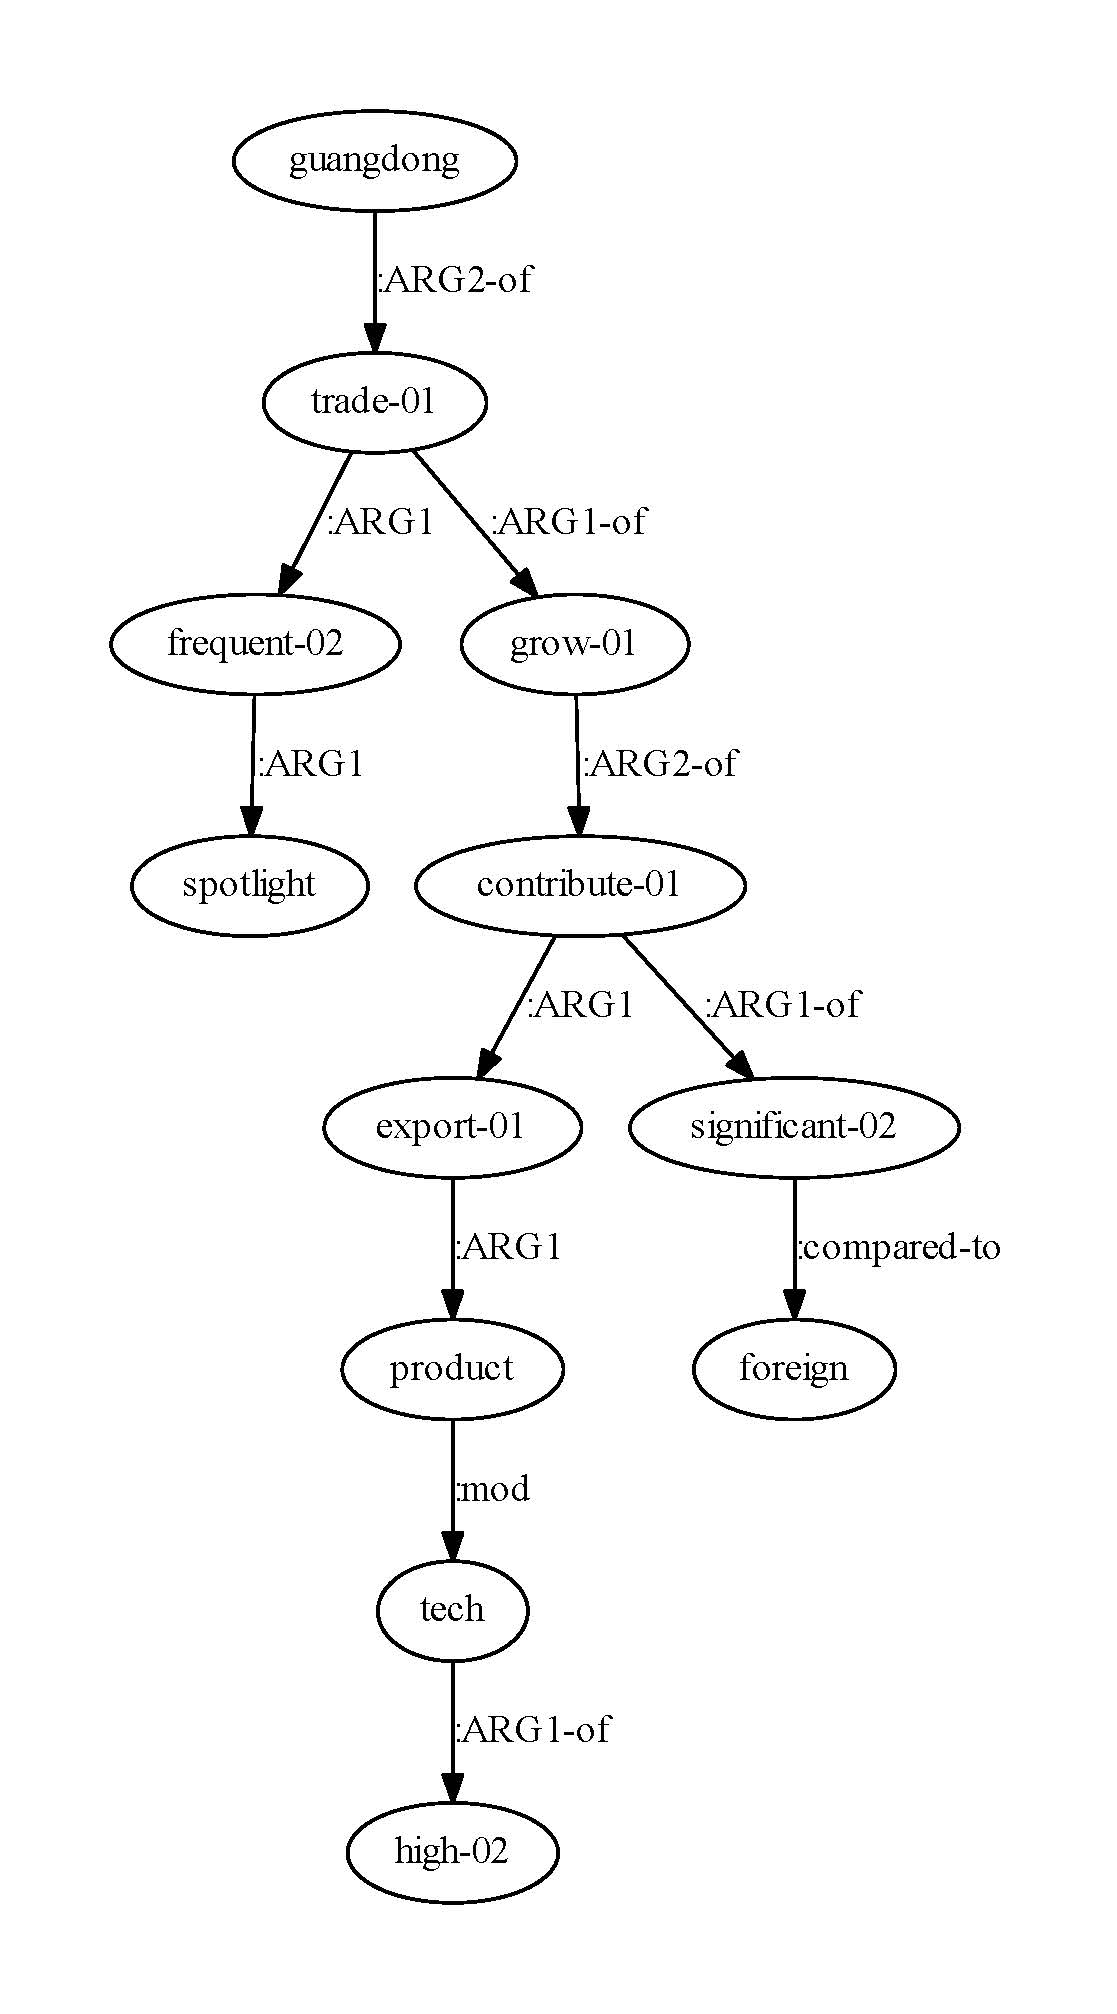 guangdong
:ARG2-of
trade-01
:ARG1 :ARG1-of
frequent-02 grow-01
:ARG1 :ARG2-of
spotlight contribute-01
:ARG1 :ARG1-of
export-01 significant-02
:ARG1 :compared-to
product foreign
:mod
tech
:ARG1-of
high-02